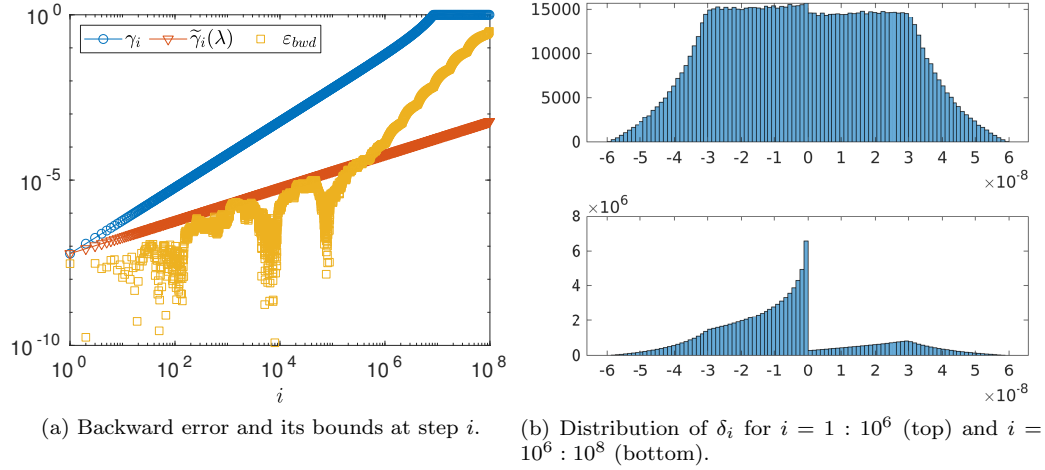 10^0
10^-5
10^-10
γ_i
γ̃_i(λ)
ε_bwd
10^0 10^2 10^4 10^6 10^8
i
(a) Backward error and its bounds at step i.
15000
10000
5000
0
-6 -5 -4 -3 -2 -1 0 1 2 3 4 5 6
×10^-8
×10^6
8
6
4
2
0
-6 -5 -4 -3 -2 -1 0 1 2 3 4 5 6
×10^-8
(b) Distribution of δ_i for i = 1 : 10^6 (top) and i =
10^6 : 10^8 (bottom).